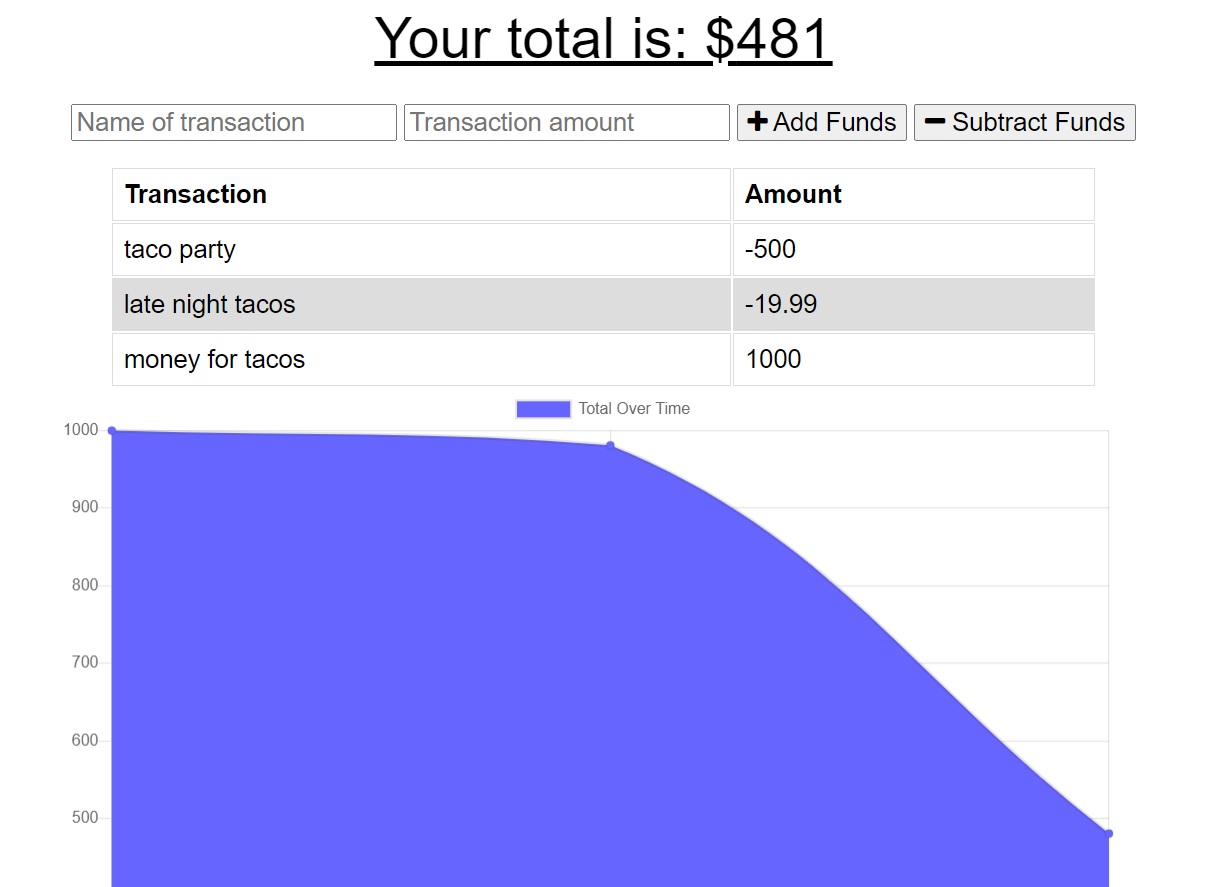 Your total is: $481
Name of transaction Transaction amount Add Funds Subtract Funds
Transaction Amount
taco party -500
late night tacos -19.99
money for tacos 1000
Total Over Time
1000
900
800
700
600
500